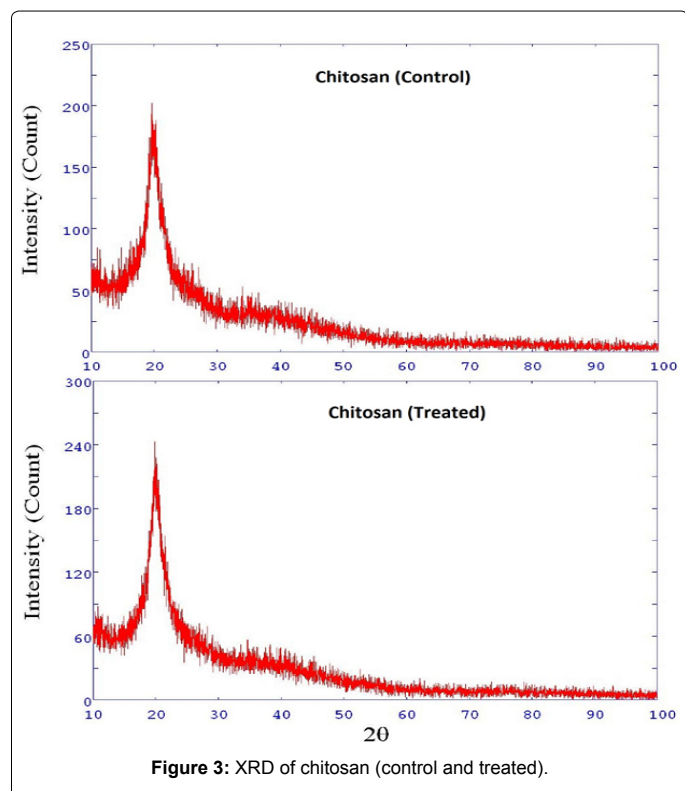 250
Chitosan (Control)
200
150
100
50
0
Intensity (Count)
10 20 30 40 50 60 70 80 90 100
300
Chitosan (Treated)
240
180
120
60
0
Intensity (Count)
10 20 30 40 50 60 70 80 90 100
2θ
Figure 3: XRD of chitosan (control and treated).